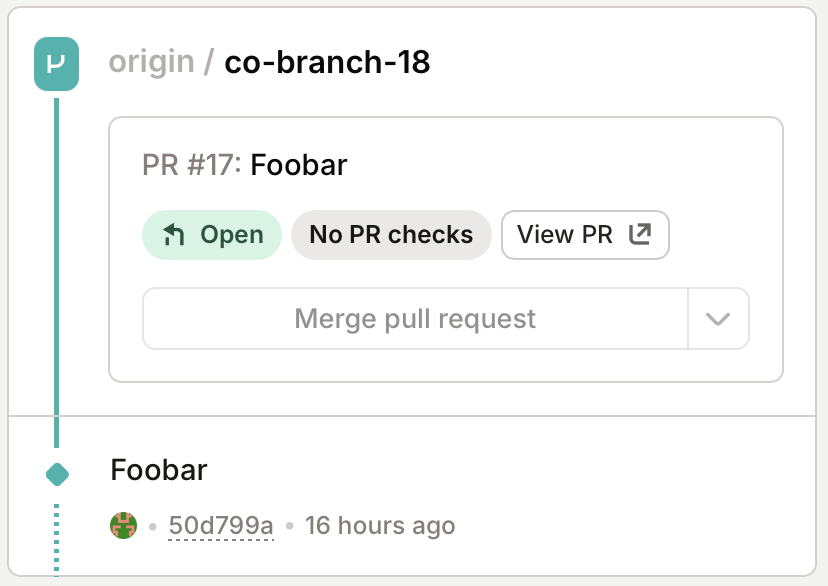 origin / co-branch-18
PR #17: Foobar
Open
No PR checks
View PR
Merge pull request
Foobar
50d799a • 16 hours ago